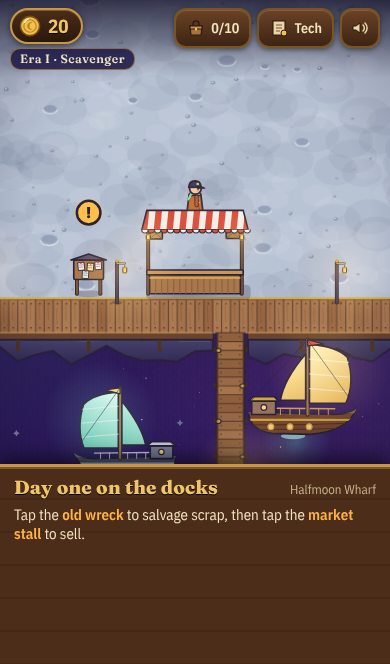 20
0/10
Tech
Era I · Scavenger
!
Day one on the docks
Halfmoon Wharf
Tap the old wreck to salvage scrap, then tap the market
stall to sell.